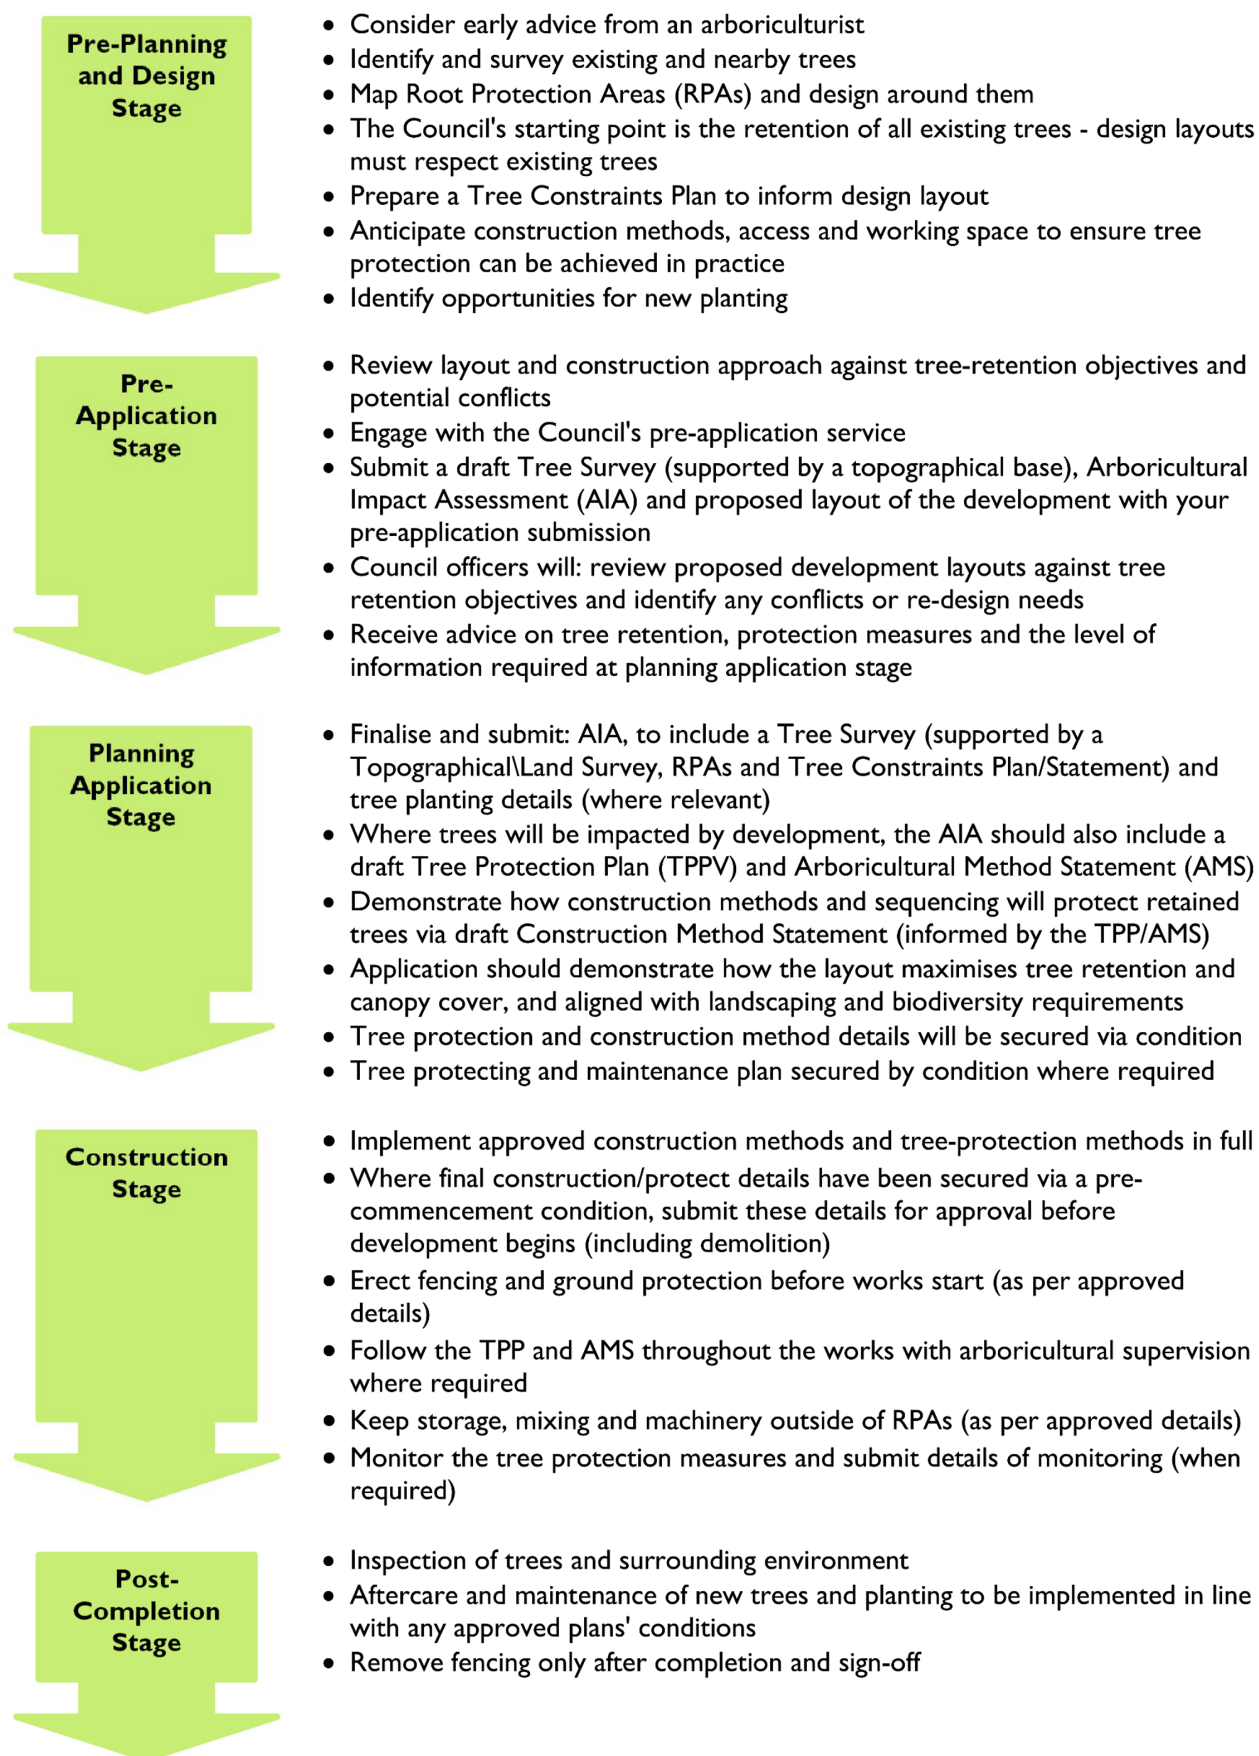 Pre-Planning
and Design
Stage
• Consider early advice from an arboriculturist
• Identify and survey existing and nearby trees
• Map Root Protection Areas (RPAs) and design around them
• The Council's starting point is the retention of all existing trees - design layouts
must respect existing trees
• Prepare a Tree Constraints Plan to inform design layout
• Anticipate construction methods, access and working space to ensure tree
protection can be achieved in practice
• Identify opportunities for new planting
Pre-
Application
Stage
• Review layout and construction approach against tree-retention objectives and
potential conflicts
• Engage with the Council's pre-application service
• Submit a draft Tree Survey (supported by a topographical base), Arboricultural
Impact Assessment (AIA) and proposed layout of the development with your
pre-application submission
• Council officers will: review proposed development layouts against tree
retention objectives and identify any conflicts or re-design needs
• Receive advice on tree retention, protection measures and the level of
information required at planning application stage
Planning
Application
Stage
• Finalise and submit: AIA, to include a Tree Survey (supported by a
Topographical\Land Survey, RPAs and Tree Constraints Plan/Statement) and
tree planting details (where relevant)
• Where trees will be impacted by development, the AIA should also include a
draft Tree Protection Plan (TPPV) and Arboricultural Method Statement (AMS)
• Demonstrate how construction methods and sequencing will protect retained
trees via draft Construction Method Statement (informed by the TPP/AMS)
• Application should demonstrate how the layout maximises tree retention and
canopy cover, and aligned with landscaping and biodiversity requirements
• Tree protection and construction method details will be secured via condition
• Tree protecting and maintenance plan secured by condition where required
Construction
Stage
• Implement approved construction methods and tree-protection methods in full
• Where final construction/protect details have been secured via a pre-
commencement condition, submit these details for approval before
development begins (including demolition)
• Erect fencing and ground protection before works start (as per approved
details)
• Follow the TPP and AMS throughout the works with arboricultural supervision
where required
• Keep storage, mixing and machinery outside of RPAs (as per approved details)
• Monitor the tree protection measures and submit details of monitoring (when
required)
Post-
Completion
Stage
• Inspection of trees and surrounding environment
• Aftercare and maintenance of new trees and planting to be implemented in line
with any approved plans' conditions
• Remove fencing only after completion and sign-off